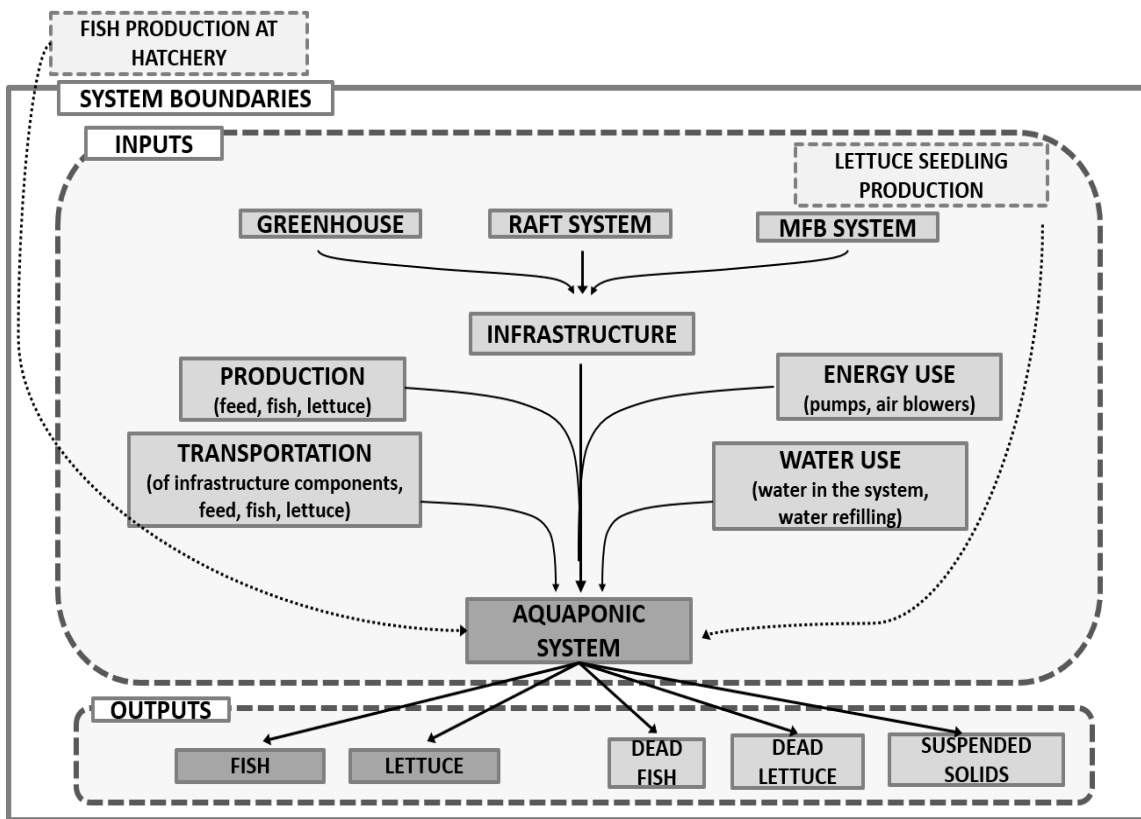 FISH PRODUCTION AT
HATCHERY
SYSTEM BOUNDARIES
INPUTS
LETTUCE SEEDLING
PRODUCTION
GREENHOUSE
RAFT SYSTEM
MFB SYSTEM
INFRASTRUCTURE
PRODUCTION
(feed, fish, lettuce)
ENERGY USE
(pumps, air blowers)
TRANSPORTATION
(of infrastructure components,
feed, fish, lettuce)
WATER USE
(water in the system,
water refilling)
AQUAPONIC
SYSTEM
OUTPUTS
FISH
LETTUCE
DEAD
FISH
DEAD
LETTUCE
SUSPENDED
SOLIDS